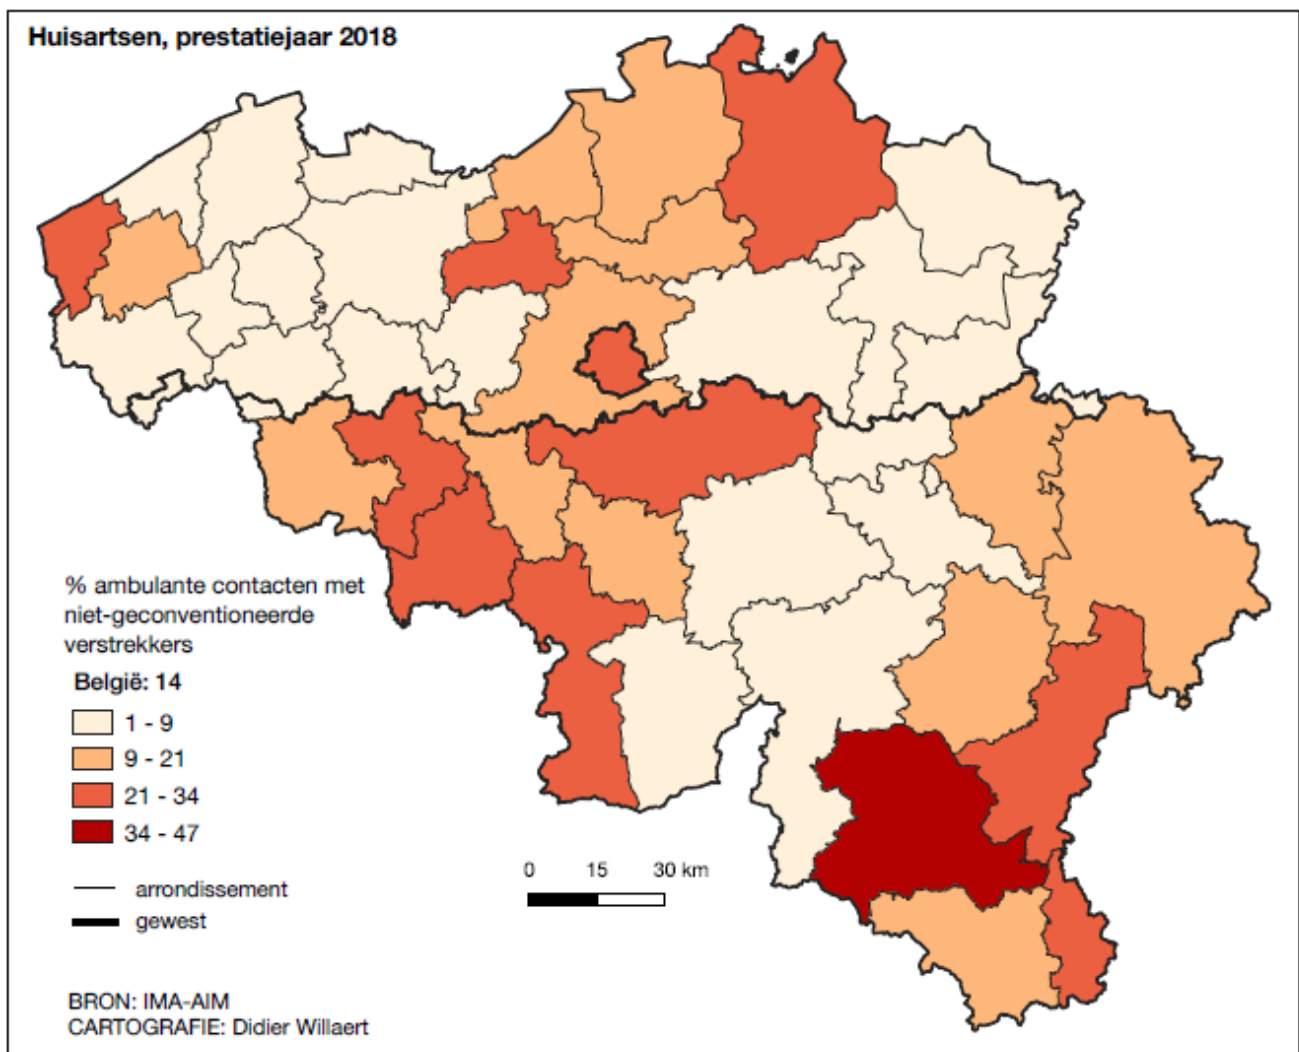 Huisartsen, prestatiejaar 2018
% ambulante contacten met
niet-geconventioneerde
verstrekkers
België: 14
1 - 9
9 - 21
21 - 34
34 - 47
arrondissement
gewest
0 15 30 km
BRON: IMA-AIM
CARTOGRAFIE: Didier Willaert